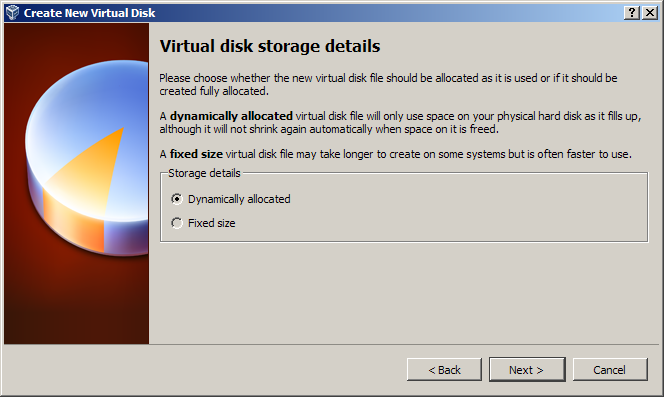 Create New Virtual Disk
Virtual disk storage details
Please choose whether the new virtual disk file should be allocated as it is used or if it should be
created fully allocated.
A dynamically allocated virtual disk file will only use space on your physical hard disk as it fills up,
although it will not shrink again automatically when space on it is freed.
A fixed size virtual disk file may take longer to create on some systems but is often faster to use.
Storage details
Dynamically allocated
Fixed size
< Back Next > Cancel